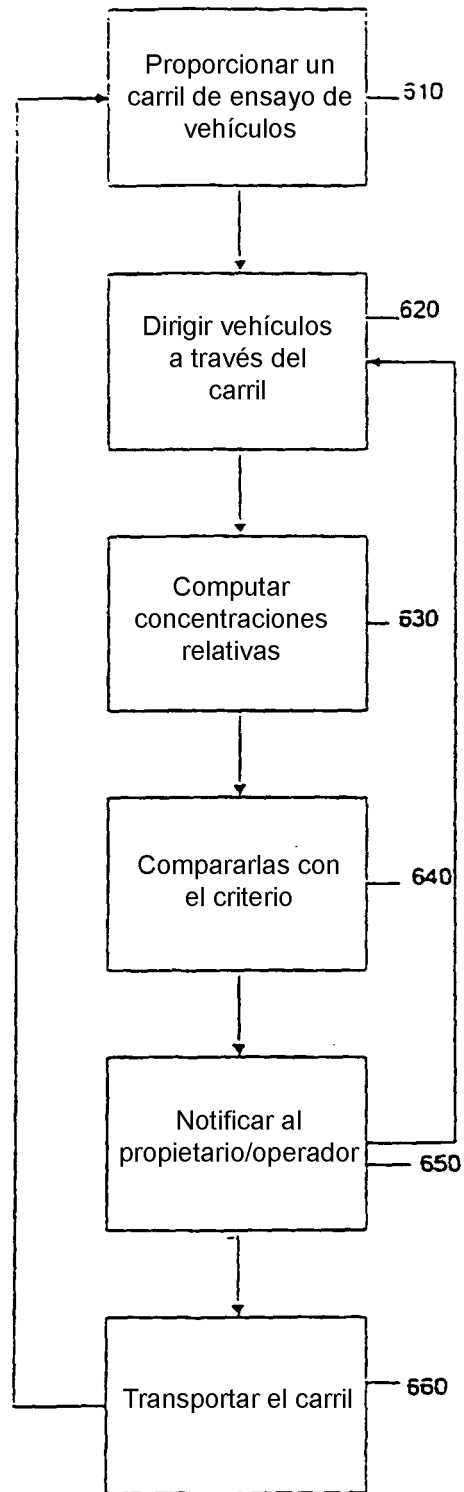 Proporcionar un
carril de ensayo de
vehículos
610
Dirigir vehículos
a través del
carril
620
Computar
concentraciones
relativas
630
Compararlas con
el criterio
640
Notificar al
propietario/operador
650
Transportar el carril
660